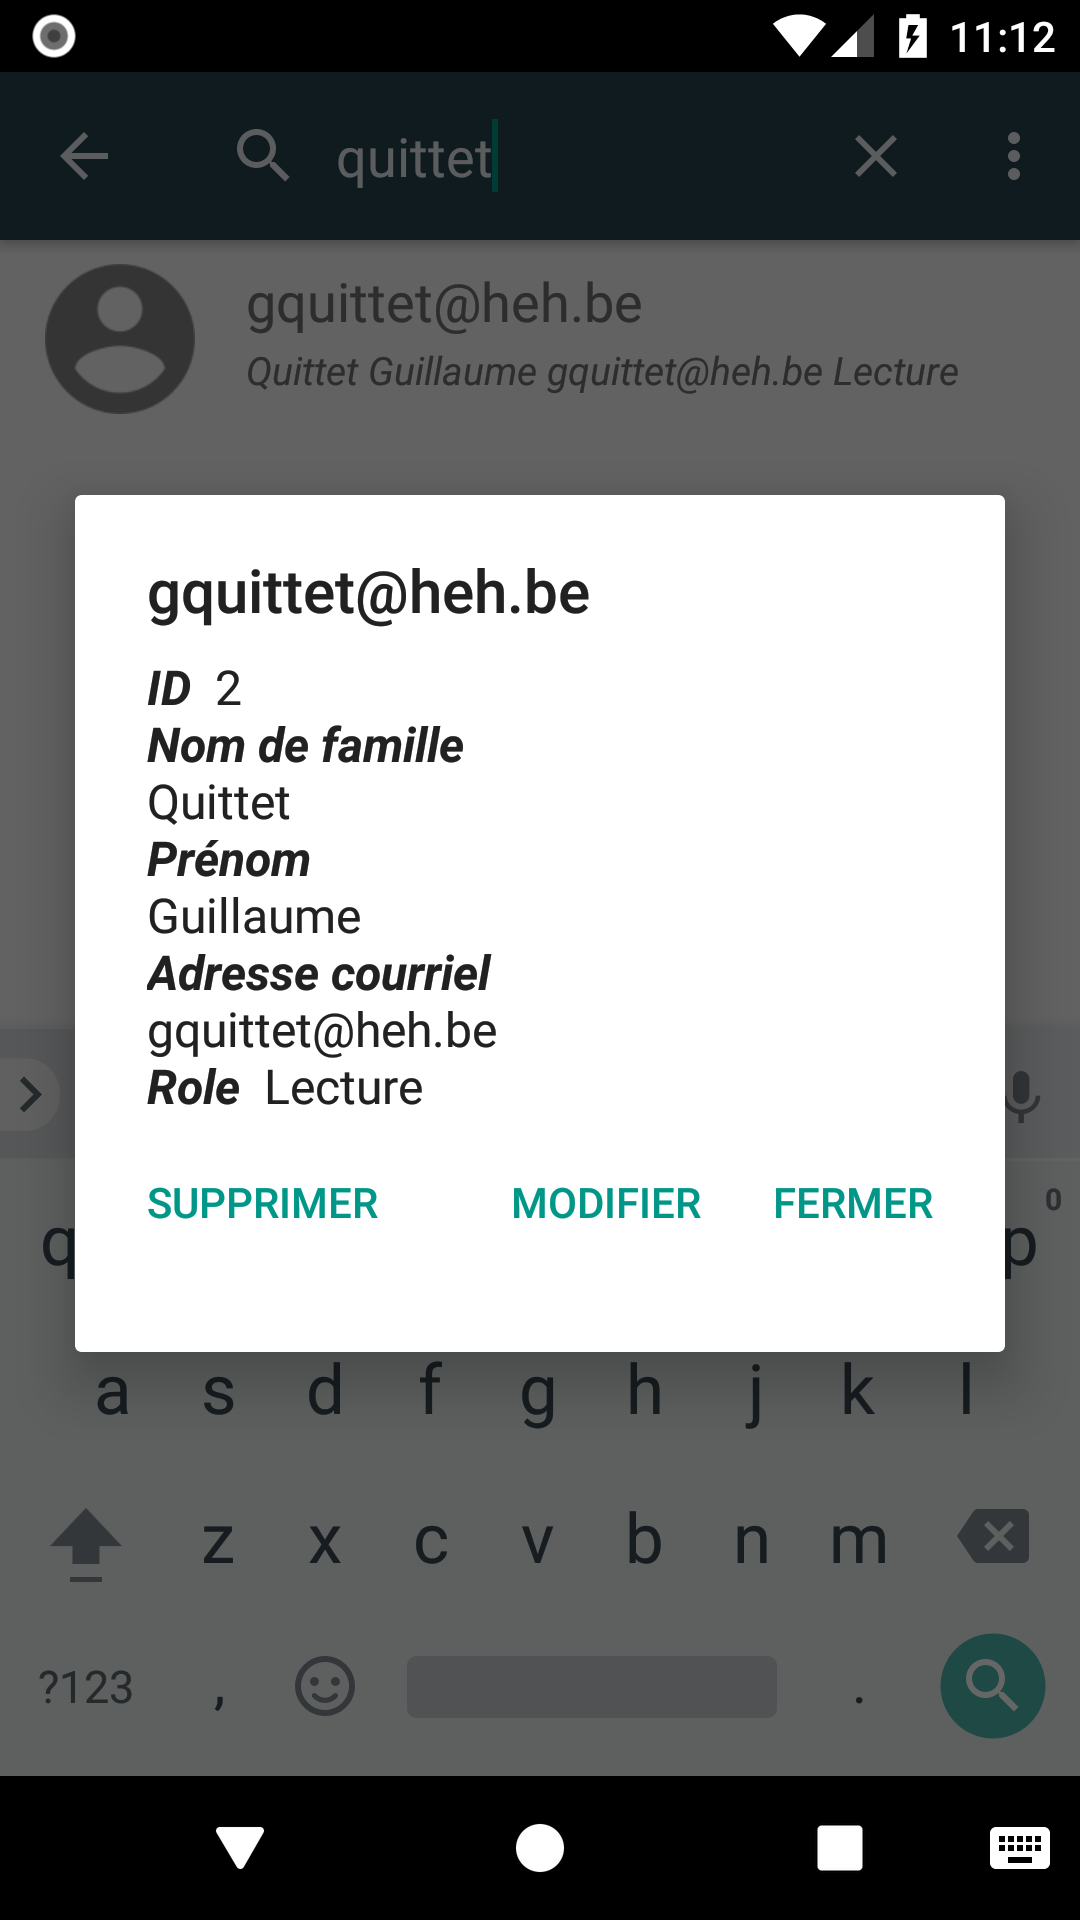 11:12
quittet
gquittet@heh.be
Quittet Guillaume gquittet@heh.be Lecture
gquittet@heh.be
ID 2
Nom de famille
Quittet
Prénom
Guillaume
Adresse courriel
gquittet@heh.be
Role Lecture
SUPPRIMER MODIFIER FERMER
q p 0
a s d f g h j k l
z x c v b n m
?123 , .